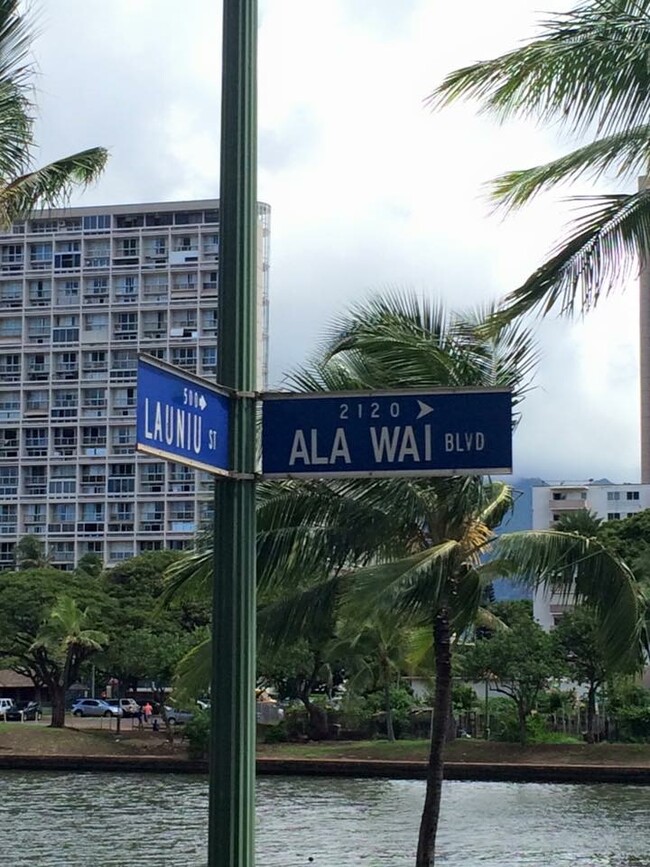 500 ➔
LAUNIU ST
2120 ➤
ALA WAI BLVD